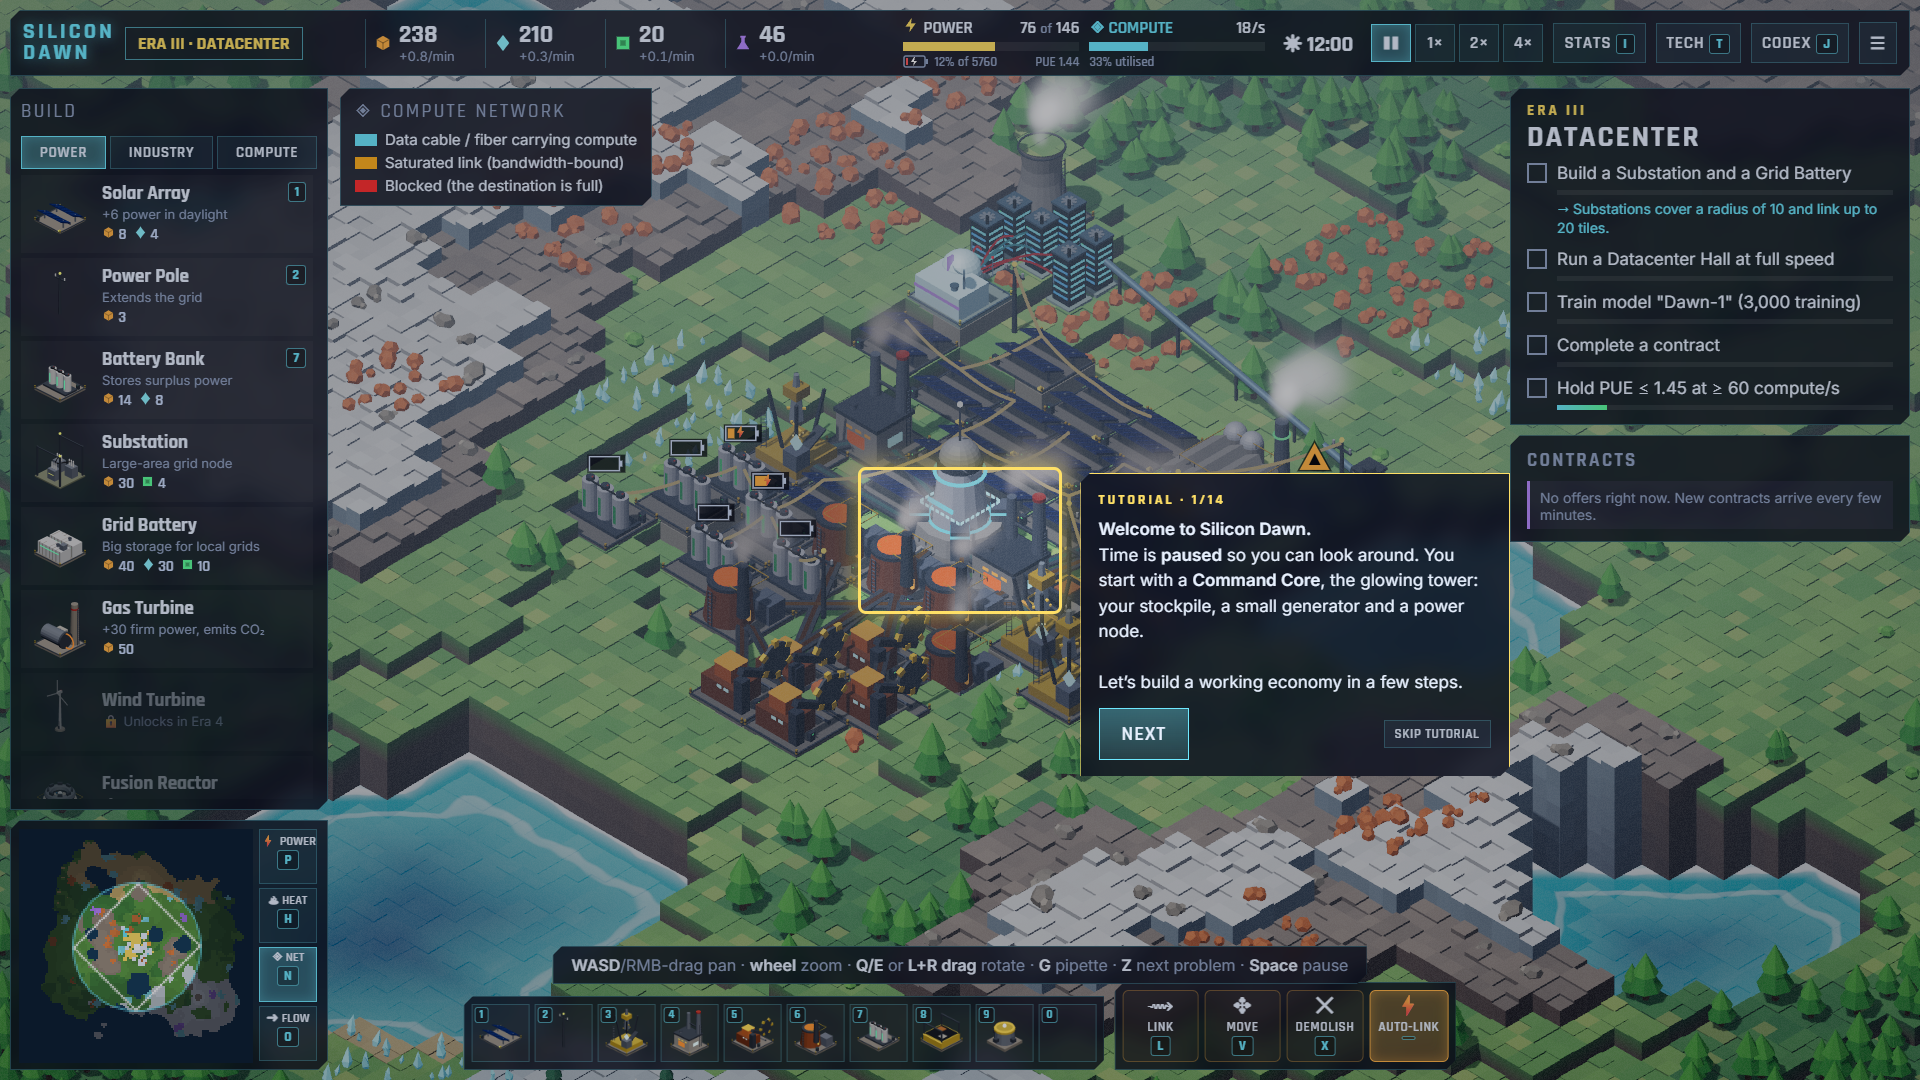 SILICON
DAWN
ERA III · DATACENTER
238
+0.8/min
210
+0.3/min
20
+0.1/min
46
+0.0/min
POWER
76 of 146
12% of 5760
PUE 1.44
COMPUTE
18/s
33% utilised
12:00
1×
2×
4×
STATS I
TECH T
CODEX J
BUILD
POWER
INDUSTRY
COMPUTE
Solar Array
1
+6 power in daylight
8 4
Power Pole
2
Extends the grid
3
Battery Bank
7
Stores surplus power
14 8
Substation
Large-area grid node
30 4
Grid Battery
Big storage for local grids
40 30 10
Gas Turbine
+30 firm power, emits CO₂
50
Wind Turbine
Unlocks in Era 4
Fusion Reactor
COMPUTE NETWORK
Data cable / fiber carrying compute
Saturated link (bandwidth-bound)
Blocked (the destination is full)
ERA III
DATACENTER
Build a Substation and a Grid Battery
→ Substations cover a radius of 10 and link up to
20 tiles.
Run a Datacenter Hall at full speed
Train model "Dawn-1" (3,000 training)
Complete a contract
Hold PUE ≤ 1.45 at ≥ 60 compute/s
CONTRACTS
No offers right now. New contracts arrive every few
minutes.
TUTORIAL · 1/14
Welcome to Silicon Dawn.
Time is paused so you can look around. You
start with a Command Core, the glowing tower:
your stockpile, a small generator and a power
node.
Let's build a working economy in a few steps.
NEXT
SKIP TUTORIAL
POWER
P
HEAT
H
NET
N
FLOW
O
WASD/RMB-drag pan · wheel zoom · Q/E or L+R drag rotate · G pipette · Z next problem · Space pause
1
2
3
4
5
6
7
8
9
0
LINK
L
MOVE
V
DEMOLISH
X
AUTO-LINK